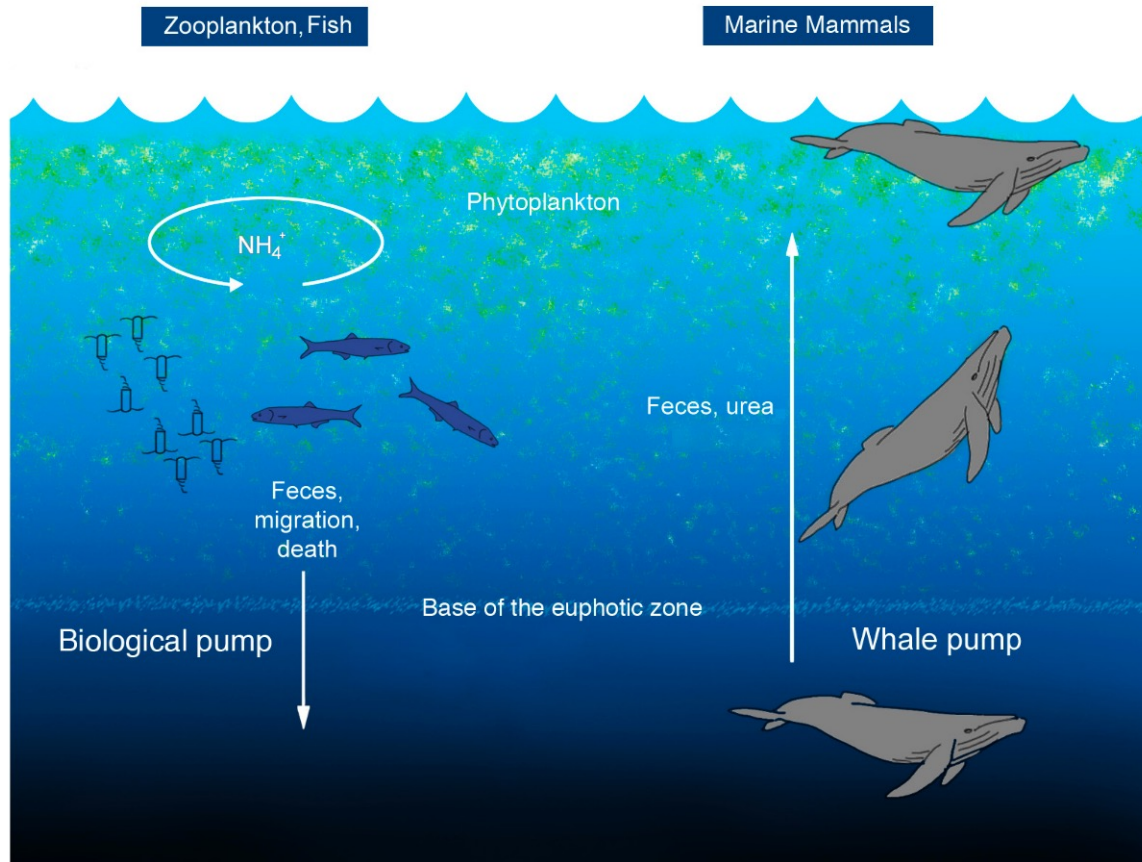 Zooplankton, Fish
Marine Mammals
Phytoplankton
NH₄⁺
Feces, urea
Feces,
migration,
death
Base of the euphotic zone
Biological pump
Whale pump